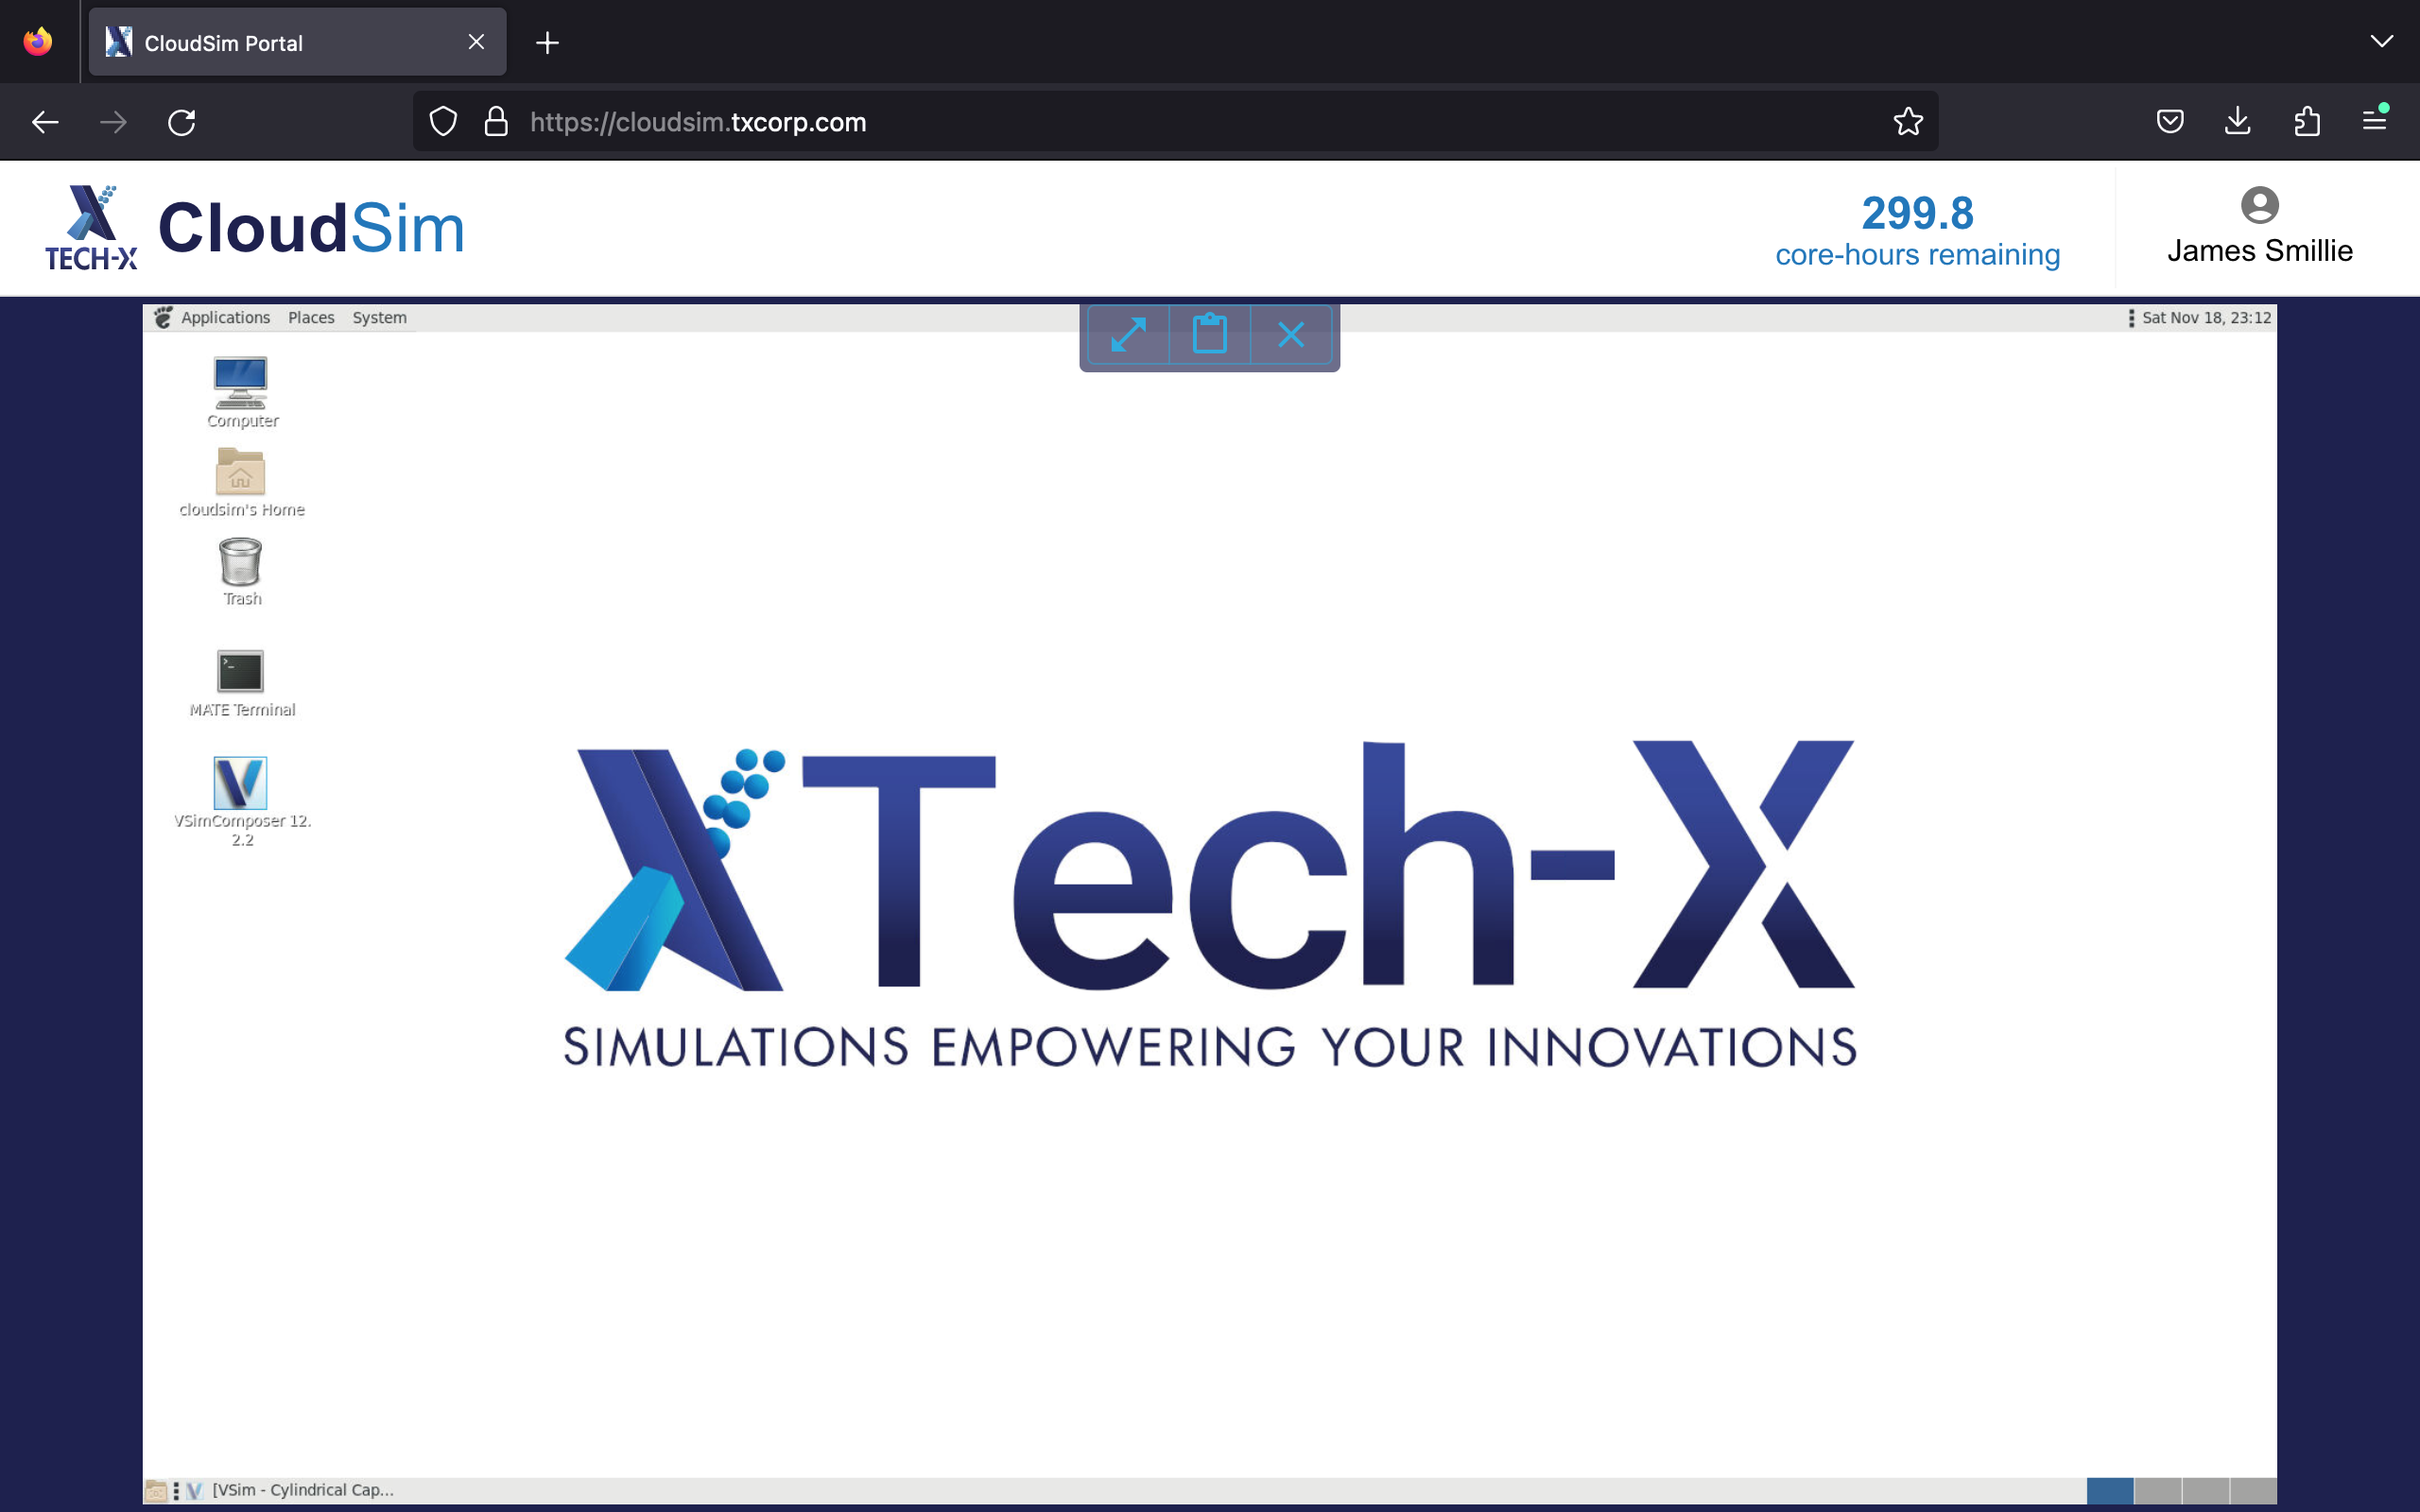 CloudSim Portal
https://cloudsim.txcorp.com
TECH-X
CloudSim
299.8
core-hours remaining
James Smillie
Applications Places System
Sat Nov 18, 23:12
Computer
cloudsim's Home
Trash
MATE Terminal
VSimComposer 12.
2.2
Tech-X
SIMULATIONS EMPOWERING YOUR INNOVATIONS
[VSim - Cylindrical Cap...